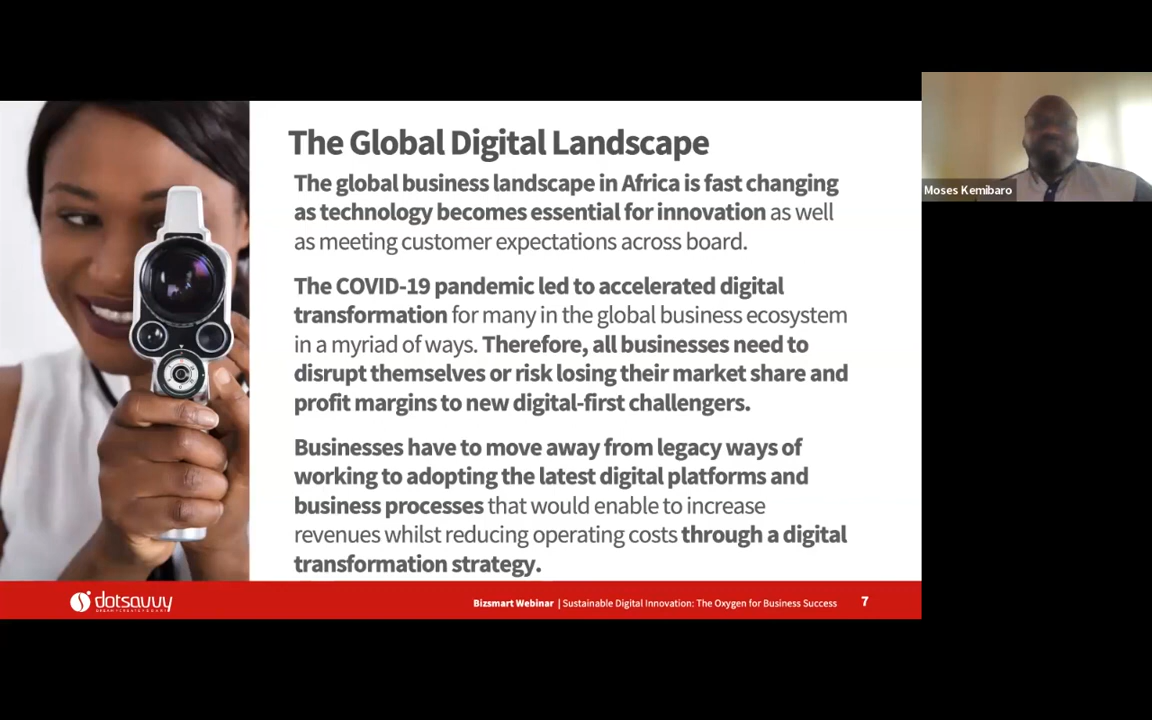 The Global Digital Landscape
The global business landscape in Africa is fast changing
as technology becomes essential for innovation as well
as meeting customer expectations across board.
The COVID-19 pandemic led to accelerated digital
transformation for many in the global business ecosystem
in a myriad of ways. Therefore, all businesses need to
disrupt themselves or risk losing their market share and
profit margins to new digital-first challengers.
Businesses have to move away from legacy ways of
working to adopting the latest digital platforms and
business processes that would enable to increase
revenues whilst reducing operating costs through a digital
transformation strategy.
dotsavvy
Bizsmart Webinar | Sustainable Digital Innovation: The Oxygen for Business Success 7
Moses Kemibaro